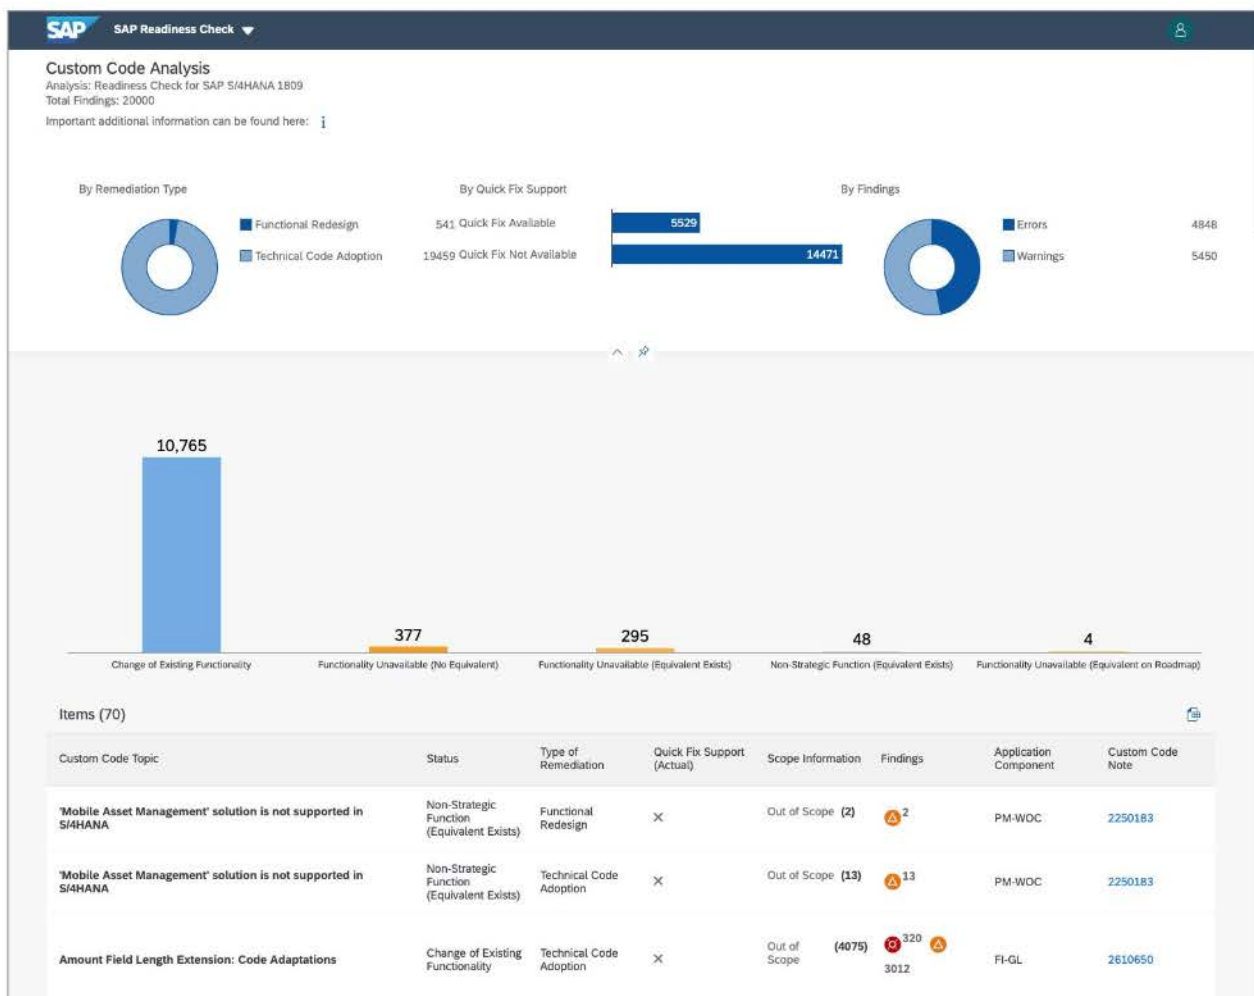 SAP SAP Readiness Check
Custom Code Analysis
Analysis: Readiness Check for SAP S/4HANA 1809
Total Findings: 20000
Important additional information can be found here: i
By Remediation Type
Functional Redesign 541
Technical Code Adoption 19459
By Quick Fix Support
Quick Fix Available 5529
Quick Fix Not Available 14471
By Findings
Errors 4848
Warnings 5450
10,765
377
295
48
4
Change of Existing Functionality
Functionality Unavailable (No Equivalent)
Functionality Unavailable (Equivalent Exists)
Non-Strategic Function (Equivalent Exists)
Functionality Unavailable (Equivalent on Roadmap)
Items (70)
Custom Code Topic
Status
Type of
Remediation
Quick Fix Support
(Actual)
Scope Information
Findings
Application
Component
Custom Code
Note
'Mobile Asset Management' solution is not supported in
S/4HANA
Non-Strategic
Function
(Equivalent Exists)
Functional
Redesign
Out of Scope (2)
2
PM-WOC
2250183
'Mobile Asset Management' solution is not supported in
S/4HANA
Non-Strategic
Function
(Equivalent Exists)
Technical Code
Adoption
Out of Scope (13)
13
PM-WOC
2250183
Amount Field Length Extension: Code Adaptations
Change of Existing
Functionality
Technical Code
Adoption
Out of
Scope
(4075)
320
3012
FI-GL
2610650